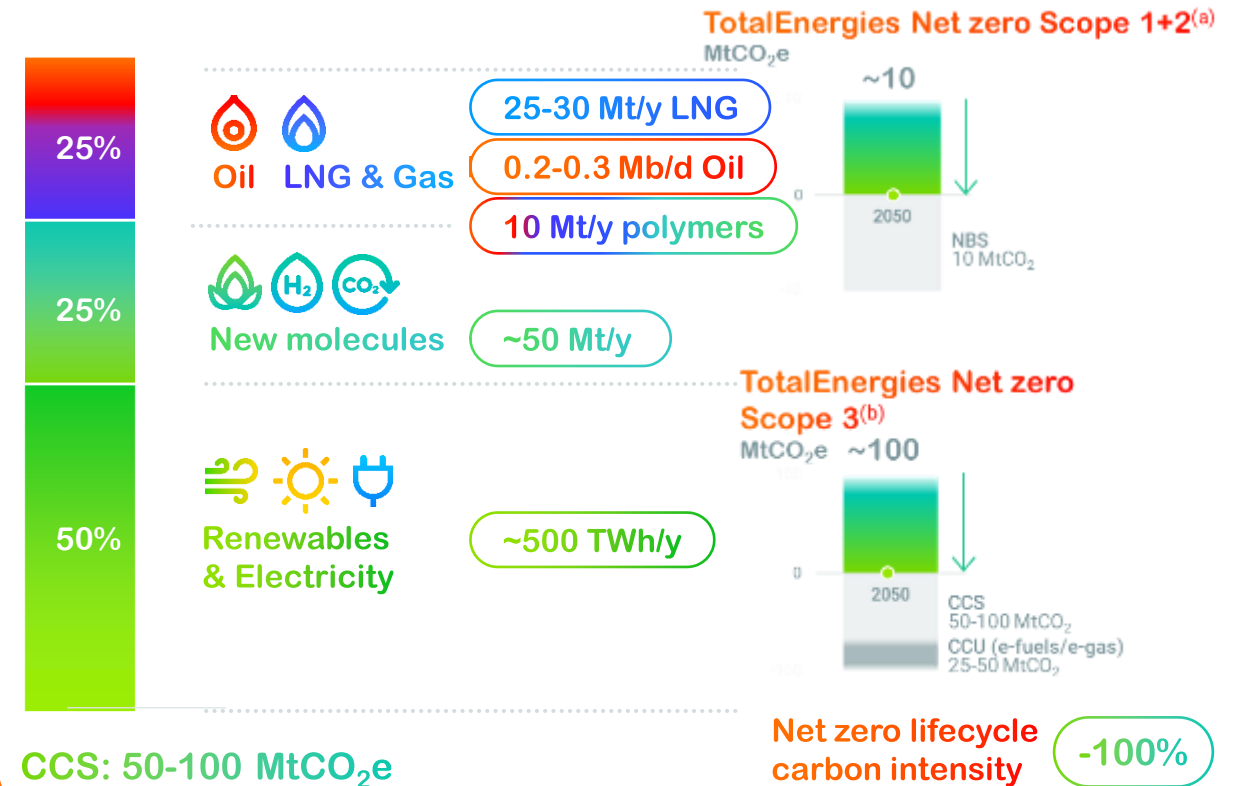 TotalEnergies Net zero Scope 1+2(a)
MtCO2e
~10
25%
Oil
LNG & Gas
25-30 Mt/y LNG
0.2-0.3 Mb/d Oil
10 Mt/y polymers
0
2050
NBS
10 MtCO2
25%
H2
CO2
New molecules
~50 Mt/y
TotalEnergies Net zero
Scope 3(b)
MtCO2e ~100
50%
Renewables
& Electricity
~500 TWh/y
0
2050
CCS
50-100 MtCO2
CCU (e-fuels/e-gas)
25-50 MtCO2
CCS: 50-100 MtCO2e
Net zero lifecycle
carbon intensity
-100%